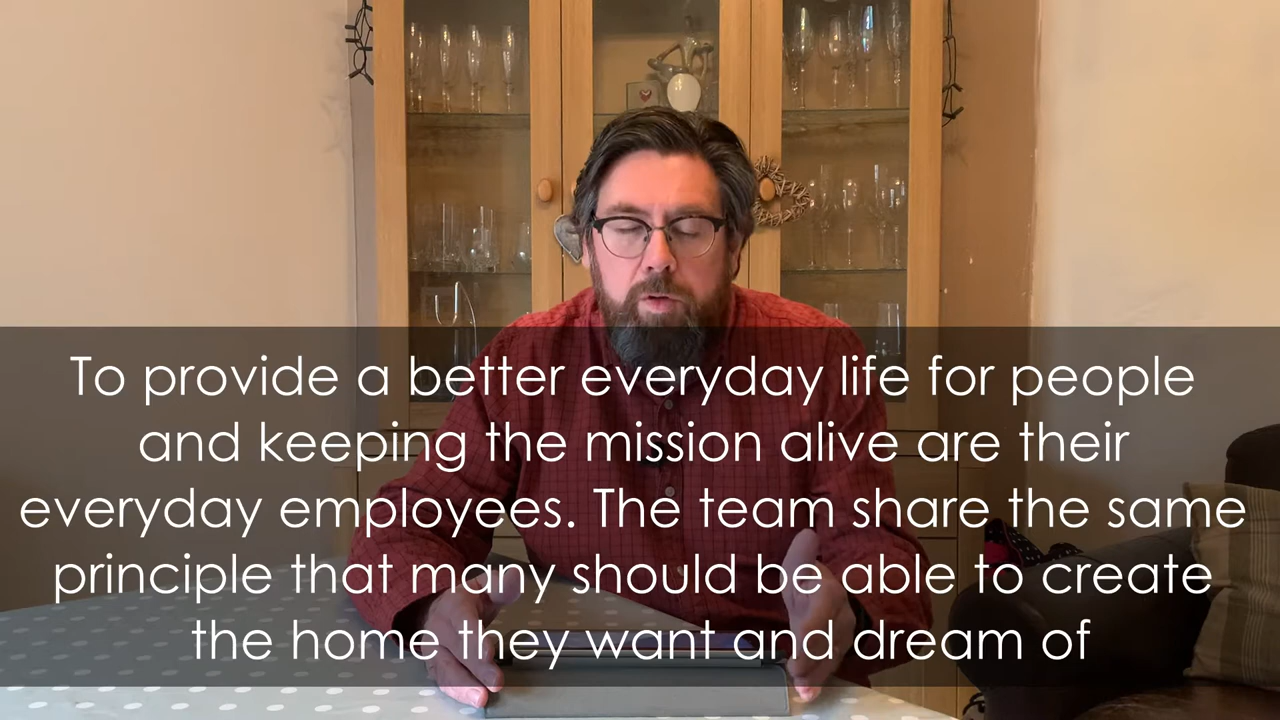 To provide a better everyday life for people
and keeping the mission alive are their
everyday employees. The team share the same
principle that many should be able to create
the home they want and dream of